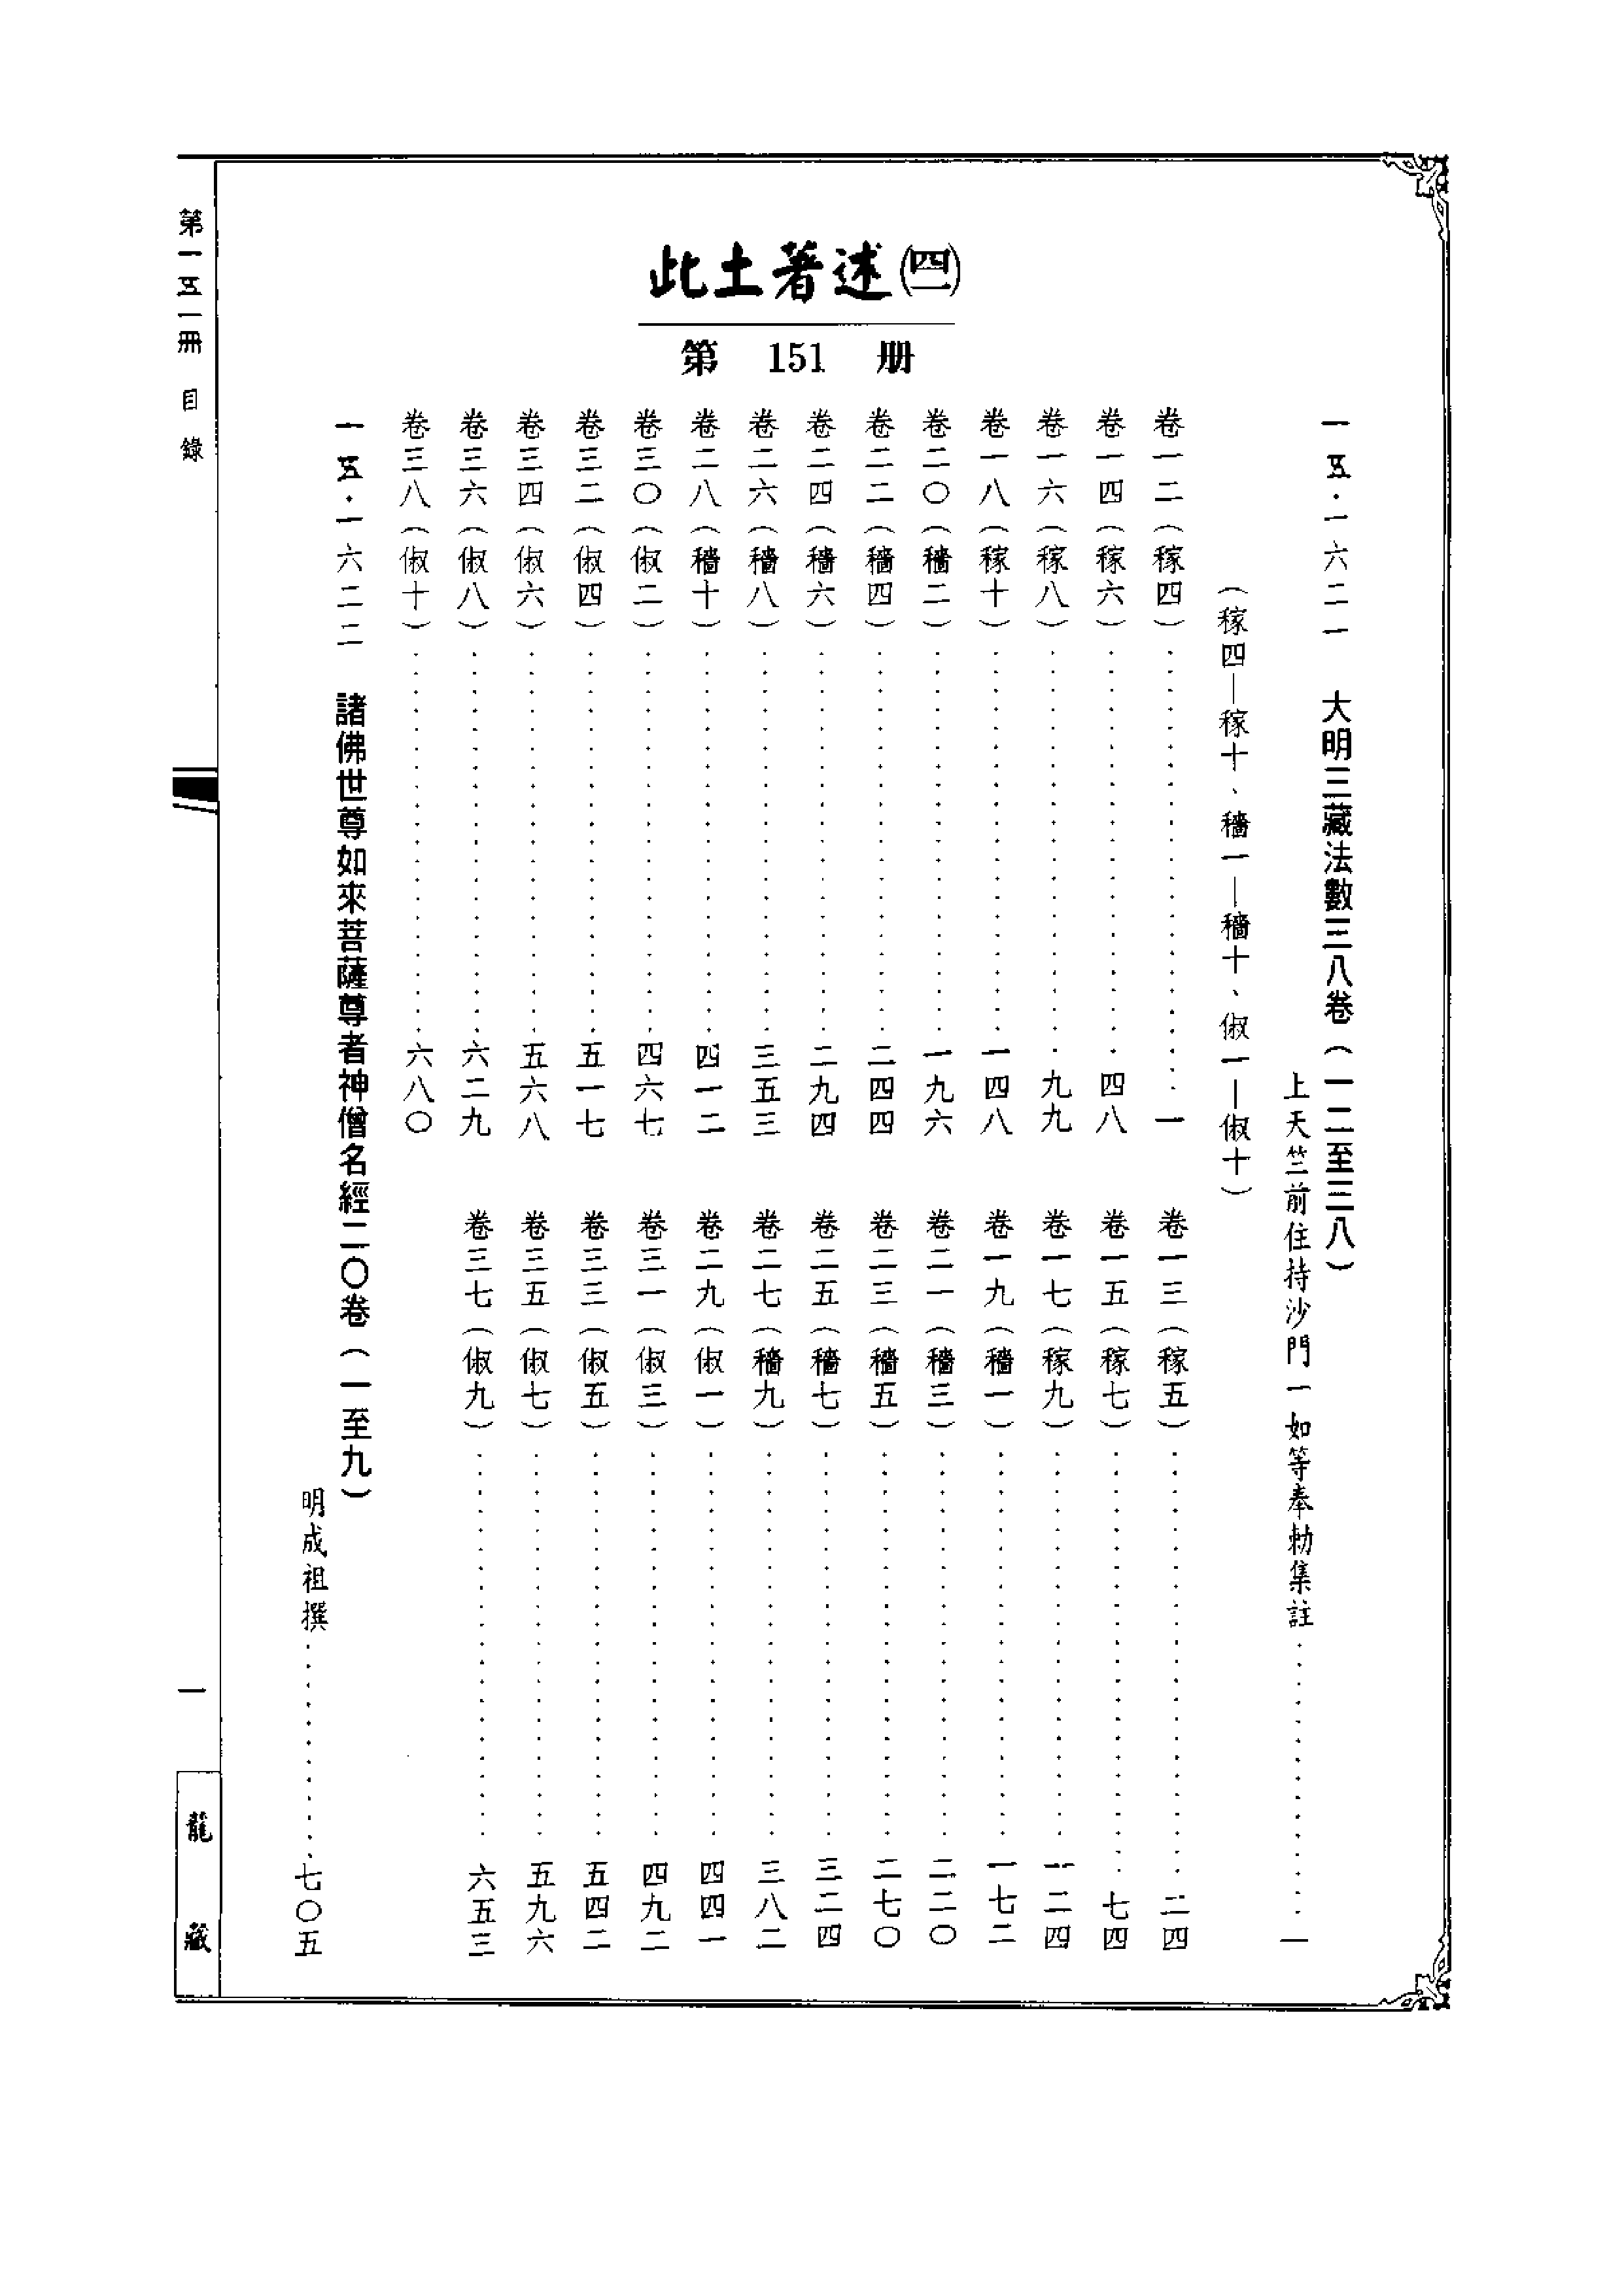 此土著述(四一)
第 151 册
一五·一六二一 大明三藏法數三八卷(一二至三八)
上天竺前住持沙門一如等奉勅集註……………一
(稼四—稼十、穡一—穡十、俶一—俶十)
卷一二(稼四)……………一 卷一三(稼五)……………二四
卷一四(稼六)……………四八 卷一五(稼七)……………七四
卷一六(稼八)……………九九 卷一七(稼九)……………一二四
卷一八(稼十)……………一四八 卷一九(穡一)……………一七二
卷二〇(穡二)……………一九六 卷二一(穡三)……………二二〇
卷二二(穡四)……………二四四 卷二三(穡五)……………二七〇
卷二四(穡六)……………二九四 卷二五(穡七)……………三二四
卷二六(穡八)……………三五三 卷二七(穡九)……………三八二
卷二八(穡十)……………四一二 卷二九(俶一)……………四四一
卷三〇(俶二)……………四六七 卷三一(俶三)……………四九二
卷三二(俶四)……………五一七 卷三三(俶五)……………五四二
卷三四(俶六)……………五六八 卷三五(俶七)……………五九六
卷三六(俶八)……………六二九 卷三七(俶九)……………六五三
卷三八(俶十)……………六八〇
一五·一六二二 諸佛世尊如來菩薩尊者神僧名經二〇卷(一至九)
明成祖撰……………七〇五
第一五一冊 目錄
一
龍藏